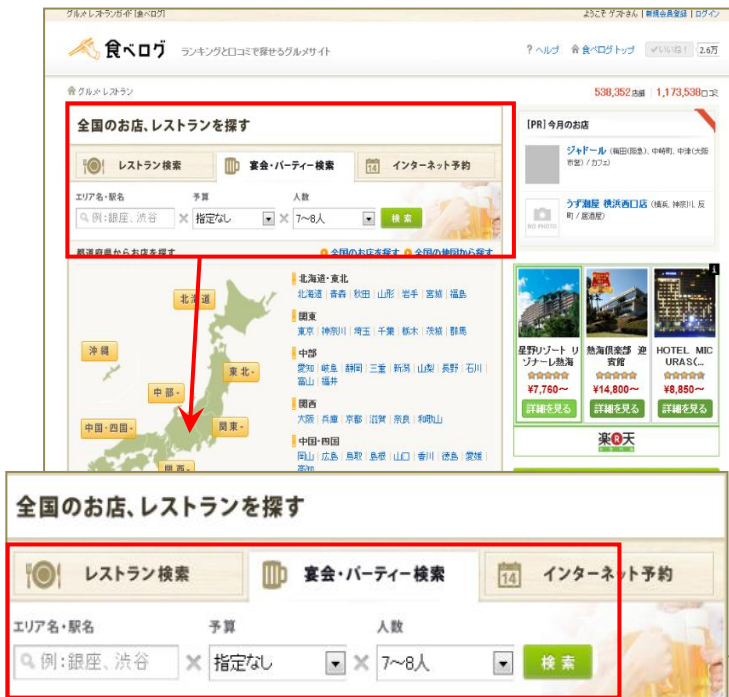 グルメレストランガイド [食べログ]
ようこそ ゲストさん | 新規会員登録 | ログイン
食べログ ランキングと口コミで探せるグルメサイト
? ヘルプ 食べログトップ いいね! 2.6万
グルメ・レストラン
538,352店舗 | 1,173,538口コミ
全国のお店、レストランを探す
レストラン検索 宴会・パーティー検索 14 インターネット予約
エリア名・駅名 予算 人数
例:銀座、渋谷 × 指定なし × 7～8人 検索
都道府県からお店を探す 全国のお店を探す 全国の地図から探す
北海道
沖縄
東北
中部
中国・四国
関東
関西
北海道・東北
北海道 | 青森 | 秋田 | 山形 | 岩手 | 宮城 | 福島
関東
東京 | 神奈川 | 埼玉 | 千葉 | 栃木 | 茨城 | 群馬
中部
愛知 | 岐阜 | 静岡 | 三重 | 新潟 | 山梨 | 長野 | 石川 |
富山 | 福井
関西
大阪 | 兵庫 | 京都 | 滋賀 | 奈良 | 和歌山
中国・四国
岡山 | 広島 | 鳥取 | 島根 | 山口 | 香川 | 徳島 | 愛媛 |
高知
[PR] 今月のお店
ジャドール (梅田(阪急)、中崎町、中津(大阪
市営) / カフェ)
うず潮屋 横浜西口店 (横浜、神奈川、反
町 / 居酒屋)
NO PHOTO
星野リゾート リ
ゾナーレ熱海
¥7,760～
詳細を見る
熱海倶楽部 迎
賓館
¥14,800～
詳細を見る
HOTEL MIC
URAS(...
¥8,850～
詳細を見る
楽R天
トラベル
全国のお店、レストランを探す
レストラン検索 宴会・パーティー検索 14 インターネット予約
エリア名・駅名 予算 人数
例:銀座、渋谷 × 指定なし × 7～8人 検索